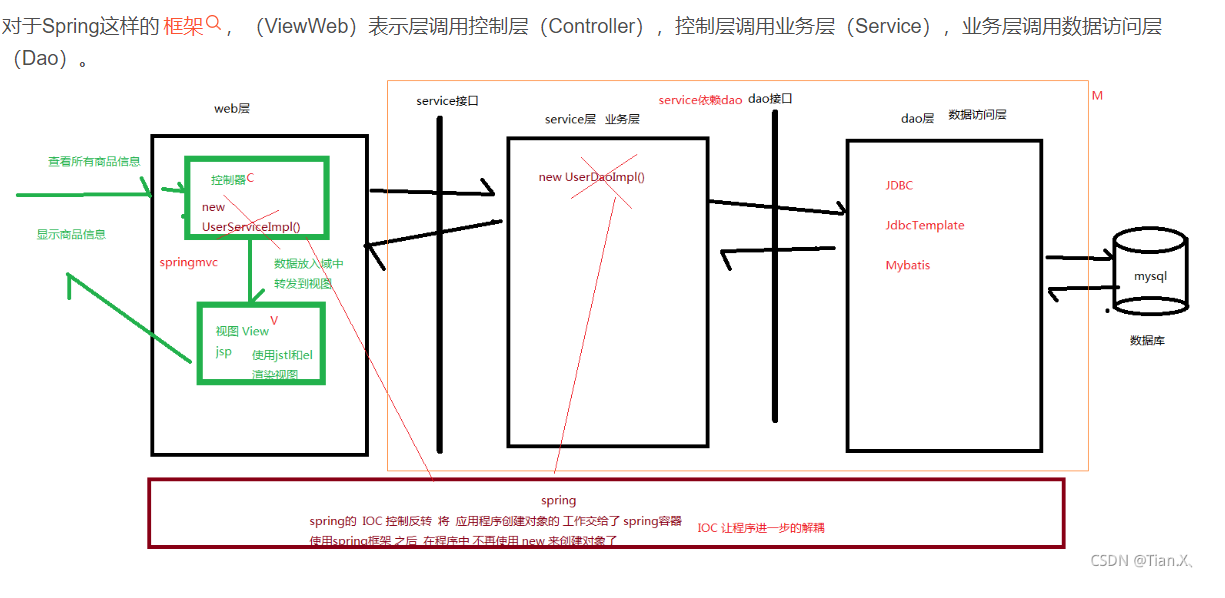 对于Spring这样的 框架，（ViewWeb）表示层调用控制层（Controller），控制层调用业务层（Service），业务层调用数据访问层
（Dao）。
web层
service接口
service依赖dao
dao接口
M
service层 业务层
dao层 数据访问层
查看所有商品信息
控制器C
new
UserServiceImpl()
new UserDaoImpl()
JDBC
JdbcTemplate
Mybatis
显示商品信息
springmvc
数据放入域中
转发到视图
mysql
数据库
V
视图 View
jsp
使用jstl和el
渲染视图
spring
spring的 IOC 控制反转 将 应用程序创建对象的 工作交给了 spring容器
使用spring框架 之后 在程序中 不再使用 new 来创建对象了
IOC 让程序进一步的解耦
CSDN @Tian.X、